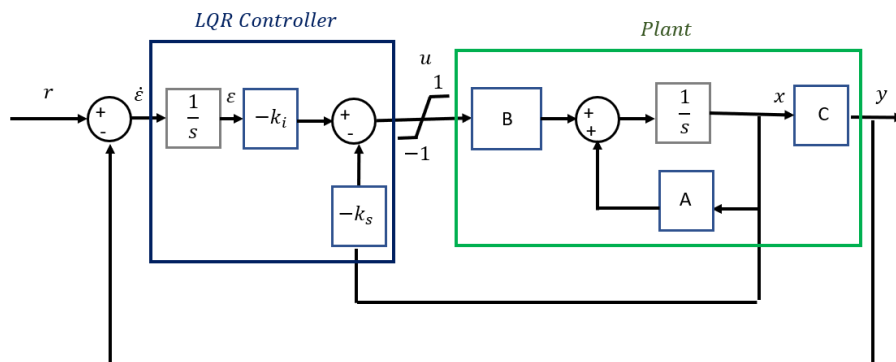 LQR Controller
Plant
r
+
-
ε̇
1/s
ε
−kᵢ
+
-
u
1
−1
B
+
+
1/s
x
C
y
A
−kₛ